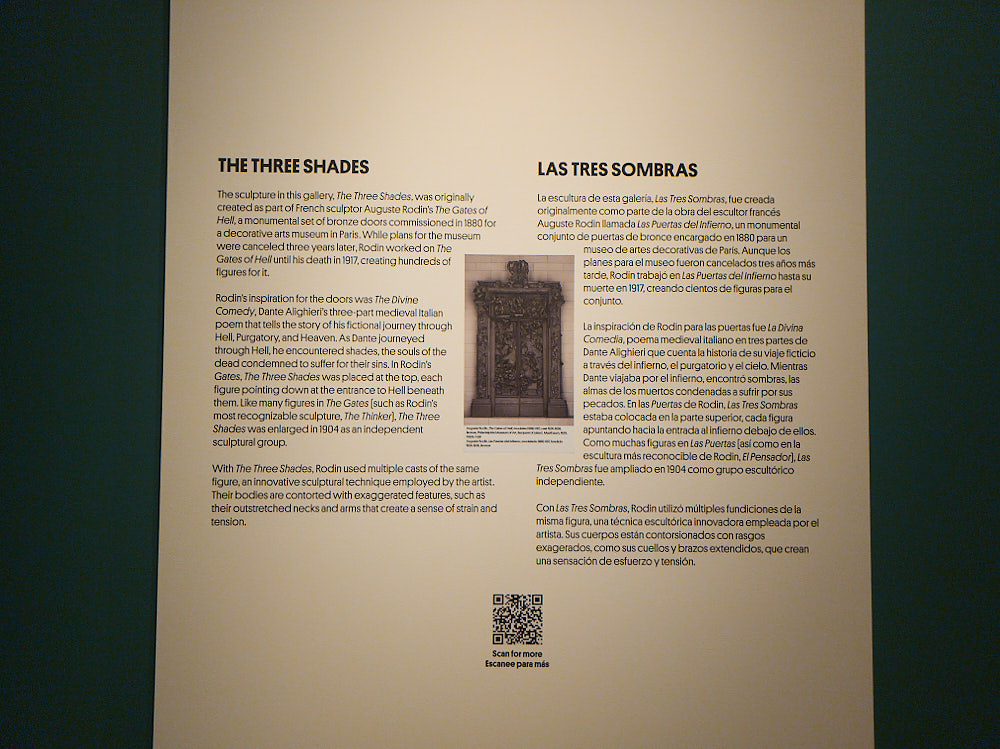 THE THREE SHADES
The sculpture in this gallery, The Three Shades, was originally
created as part of French sculptor Auguste Rodin's The Gates of
Hell, a monumental set of bronze doors commissioned in 1880 for
a decorative arts museum in Paris. While plans for the museum
were canceled three years later, Rodin worked on The
Gates of Hell until his death in 1917, creating hundreds of
figures for it.
Rodin's inspiration for the doors was The Divine
Comedy, Dante Alighieri's three-part medieval Italian
poem that tells the story of his fictional journey through
Hell, Purgatory, and Heaven. As Dante journeyed
through Hell, he encountered shades, the souls of the
dead condemned to suffer for their sins. In Rodin's
Gates, The Three Shades was placed at the top, each
figure pointing down at the entrance to Hell beneath
them. Like many figures in The Gates [such as Rodin's
most recognizable sculpture, The Thinker], The Three
Shades was enlarged in 1904 as an independent
sculptural group.
With The Three Shades, Rodin used multiple casts of the same
figure, an innovative sculptural technique employed by the artist.
Their bodies are contorted with exaggerated features, such as
their outstretched necks and arms that create a sense of strain and
tension.
LAS TRES SOMBRAS
La escultura de esta galería, Las Tres Sombras, fue creada
originalmente como parte de la obra del escultor francés
Auguste Rodin llamada Las Puertas del Infierno, un monumental
conjunto de puertas de bronce encargado en 1880 para un
museo de artes decorativas de París. Aunque los
planes para el museo fueron cancelados tres años más
tarde, Rodin trabajó en Las Puertas del Infierno hasta su
muerte en 1917, creando cientos de figuras para el
conjunto.
La inspiración de Rodin para las puertas fue La Divina
Comedia, poema medieval italiano en tres partes de
Dante Alighieri que cuenta la historia de su viaje ficticio
a través del infierno, el purgatorio y el cielo. Mientras
Dante viajaba por el infierno, encontró sombras, las
almas de los muertos condenadas a sufrir por sus
pecados. En las Puertas de Rodin, Las Tres Sombras
estaba colocada en la parte superior, cada figura
apuntando hacia la entrada al infierno debajo de ellos.
Como muchas figuras en Las Puertas [así como en la
escultura más reconocible de Rodin, El Pensador], Las
Tres Sombras fue ampliado en 1904 como grupo escultórico
independiente.
Con Las Tres Sombras, Rodin utilizó múltiples fundiciones de la
misma figura, una técnica escultórica innovadora empleada por el
artista. Sus cuerpos están contorsionados con rasgos
exagerados, como sus cuellos y brazos extendidos, que crean
una sensación de esfuerzo y tensión.
Scan for more
Escanee para más